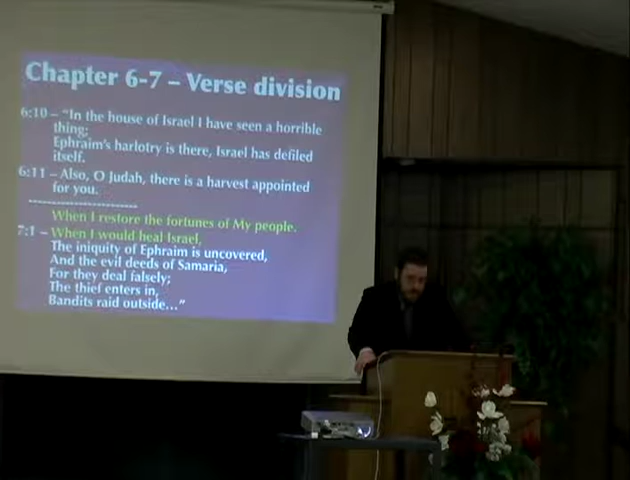 Chapter 6-7 – Verse division
6:10 – “In the house of Israel I have seen a horrible
thing;
Ephraim’s harlotry is there, Israel has defiled
itself.
6:11 – Also, O Judah, there is a harvest appointed
for you.
--------------------
When I restore the fortunes of My people.
7:1 – When I would heal Israel,
The iniquity of Ephraim is uncovered,
And the evil deeds of Samaria,
For they deal falsely;
The thief enters in,
Bandits raid outside…”